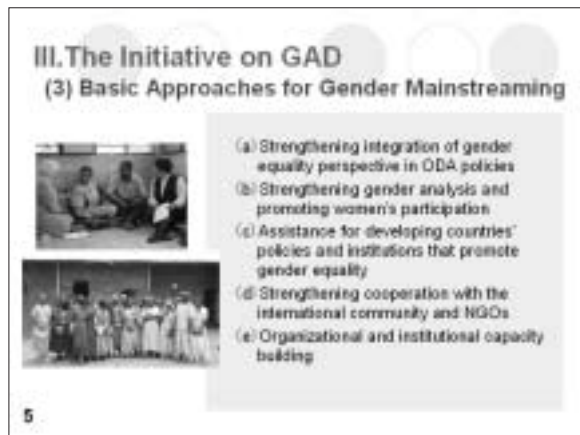 III.The Initiative on GAD
(3) Basic Approaches for Gender Mainstreaming
(a) Strengthening integration of gender
equality perspective in ODA policies
(b) Strengthening gender analysis and
promoting women's participation
(c) Assistance for developing countries'
policies and institutions that promote
gender equality
(d) Strengthening cooperation with the
international community and NGOs
(e) Organizational and institutional capacity
building
5